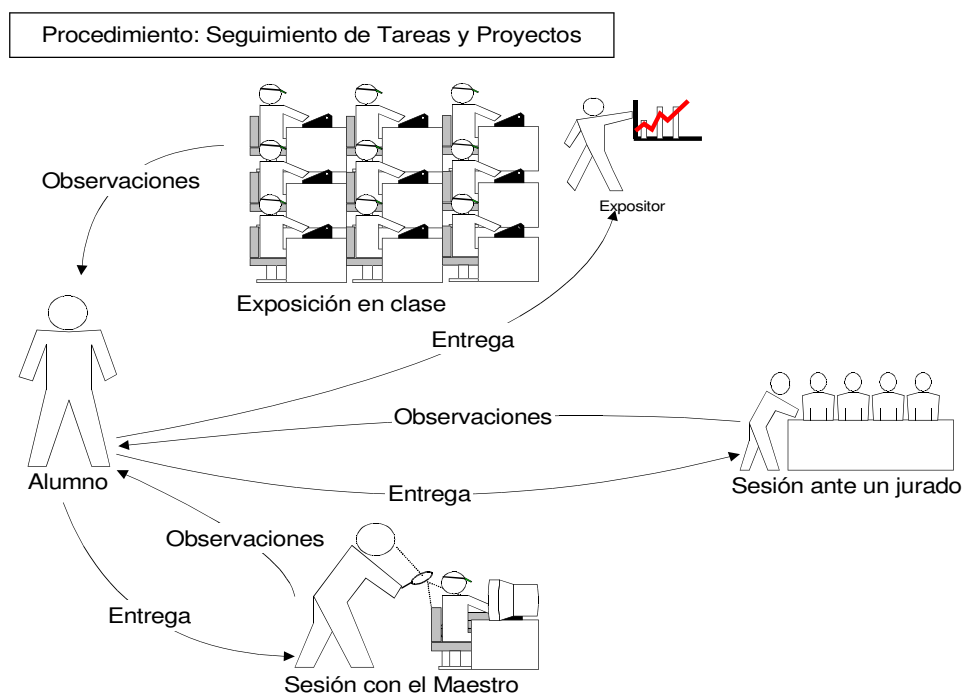 Procedimiento: Seguimiento de Tareas y Proyectos
Observaciones
Expositor
Exposición en clase
Entrega
Observaciones
Alumno
Entrega
Sesión ante un jurado
Observaciones
Entrega
Sesión con el Maestro